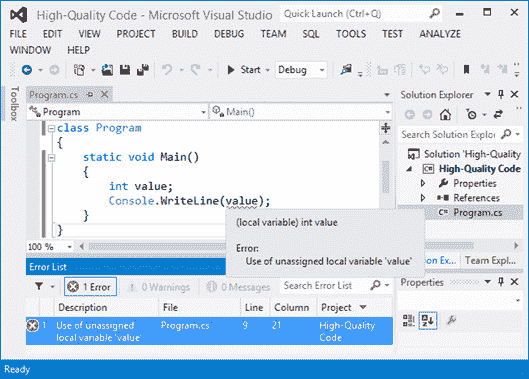 High-Quality Code - Microsoft Visual Studio
Quick Launch (Ctrl+Q)
FILE EDIT VIEW PROJECT BUILD DEBUG TEAM SQL TOOLS TEST ANALYZE
WINDOW HELP
Start Debug
Toolbox
Program.cs
Program
Main()
class Program
{
static void Main()
{
int value;
Console.WriteLine(value);
}
}
100 %
(local variable) int value
Error:
Use of unassigned local variable 'value'
Solution Explorer
Search Solution Explor
Solution 'High-Quality
High-Quality Code
Properties
References
C# Program.cs
on Ex... Team Expl...
Error List
1 Error 0 Warnings 0 Messages Search Error List
Description File Line Column Project
1 Use of unassigned local variable 'value' Program.cs 9 21 High-Quality Code
Properties
Ready